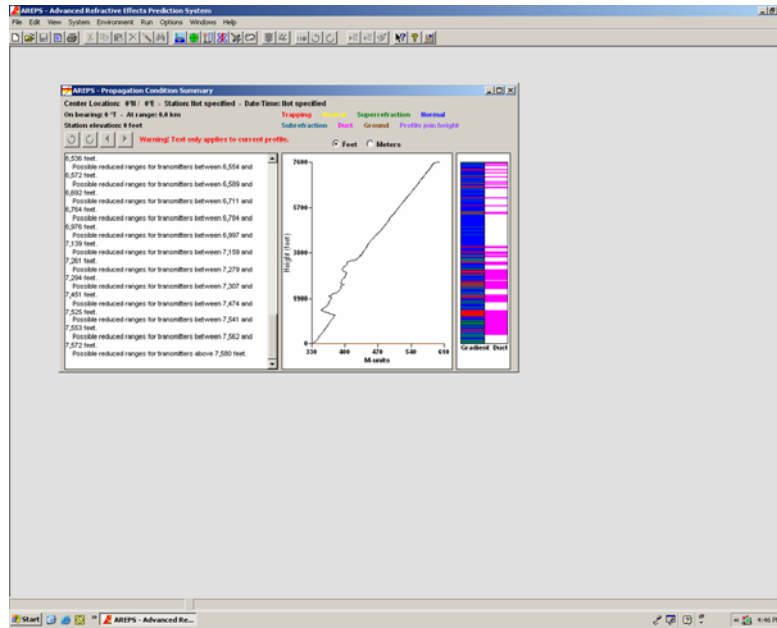 AREPS - Advanced Refractive Effects Prediction System
File Edit View System Environment Run Options Windows Help
AREPS - Propagation Condition Summary
Center Location: 0°N / 0°E - Station: Not specified - Date/Time: Not specified
On bearing: 0 °T - At range: 0.0 km
Trapping Superrefraction Normal
Station elevation: 0 feet
Subrefraction Duct Ground Profile join height
Warning! Text only applies to current profile.
Feet Meters
6,536 feet.
Possible reduced ranges for transmitters between 6,554 and
6,572 feet.
Possible reduced ranges for transmitters between 6,589 and
6,692 feet.
Possible reduced ranges for transmitters between 6,711 and
6,764 feet.
Possible reduced ranges for transmitters between 6,784 and
6,976 feet.
Possible reduced ranges for transmitters between 6,997 and
7,139 feet.
Possible reduced ranges for transmitters between 7,159 and
7,261 feet.
Possible reduced ranges for transmitters between 7,279 and
7,294 feet.
Possible reduced ranges for transmitters between 7,307 and
7,451 feet.
Possible reduced ranges for transmitters between 7,474 and
7,525 feet.
Possible reduced ranges for transmitters between 7,541 and
7,553 feet.
Possible reduced ranges for transmitters between 7,562 and
7,572 feet.
Possible reduced ranges for transmitters above 7,580 feet.
7600
5700
3800
1900
0
Height (feet)
330 400 470 540 610
M-units
Gradient Duct
Start
AREPS - Advanced Re...
4:46 P